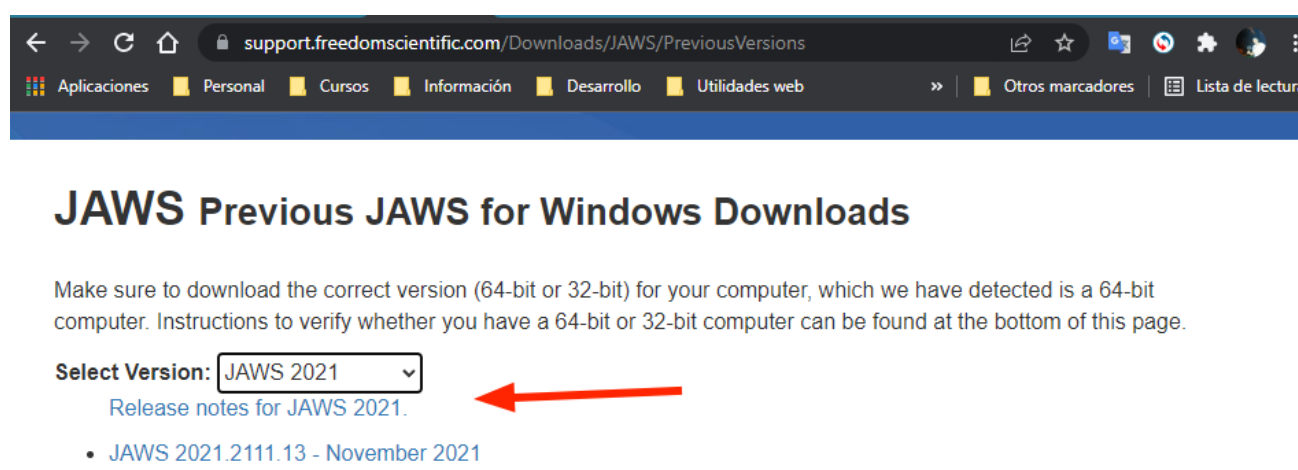 support.freedomscientific.com/Downloads/JAWS/PreviousVersions
Aplicaciones Personal Cursos Información Desarrollo Utilidades web » Otros marcadores Lista de lectura
JAWS Previous JAWS for Windows Downloads
Make sure to download the correct version (64-bit or 32-bit) for your computer, which we have detected is a 64-bit
computer. Instructions to verify whether you have a 64-bit or 32-bit computer can be found at the bottom of this page.
Select Version: JAWS 2021
Release notes for JAWS 2021.
• JAWS 2021.2111.13 - November 2021